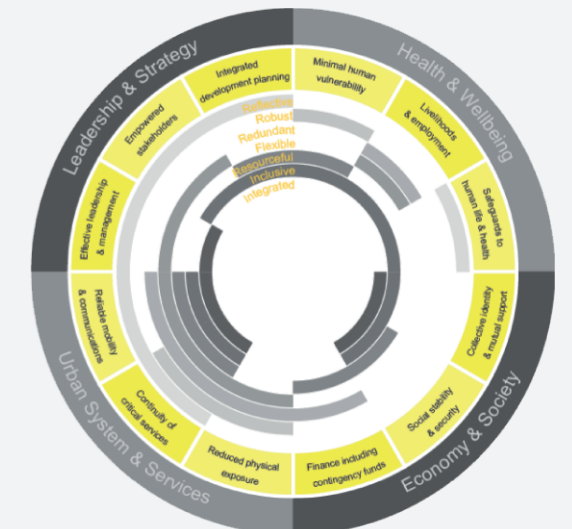 Leadership & Strategy
Health & Wellbeing
Economy & Society
Urban System & Services
Integrated
development planning
Minimal human
vulnerability
Livelihoods
& employment
Safeguards to
human life & health
Collective identity
& mutual support
Social stability
& security
Finance including
contingency funds
Reduced physical
exposure
Continuity of
critical services
Reliable mobility
& communications
Effective leadership
& management
Empowered
stakeholders
Reflective
Robust
Redundant
Flexible
Resourceful
Inclusive
Integrated